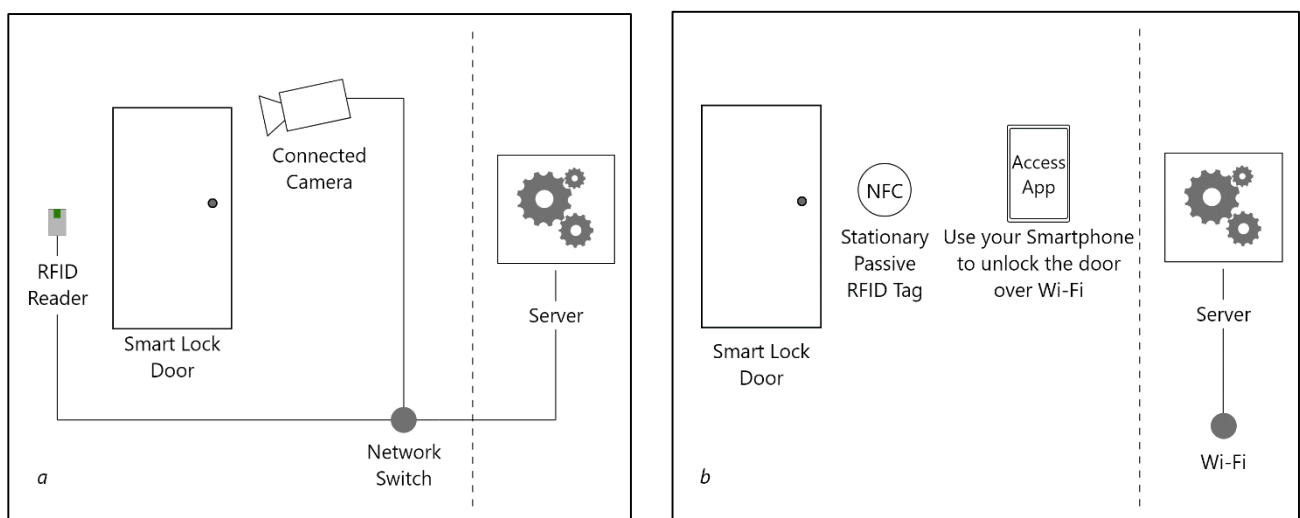 Connected
Camera
RFID
Reader
Smart Lock
Door
Server
Network
Switch
a
NFC
Access
App
Stationary
Passive
RFID Tag
Use your Smartphone
to unlock the door
over Wi-Fi
Smart Lock
Door
Server
Wi-Fi
b